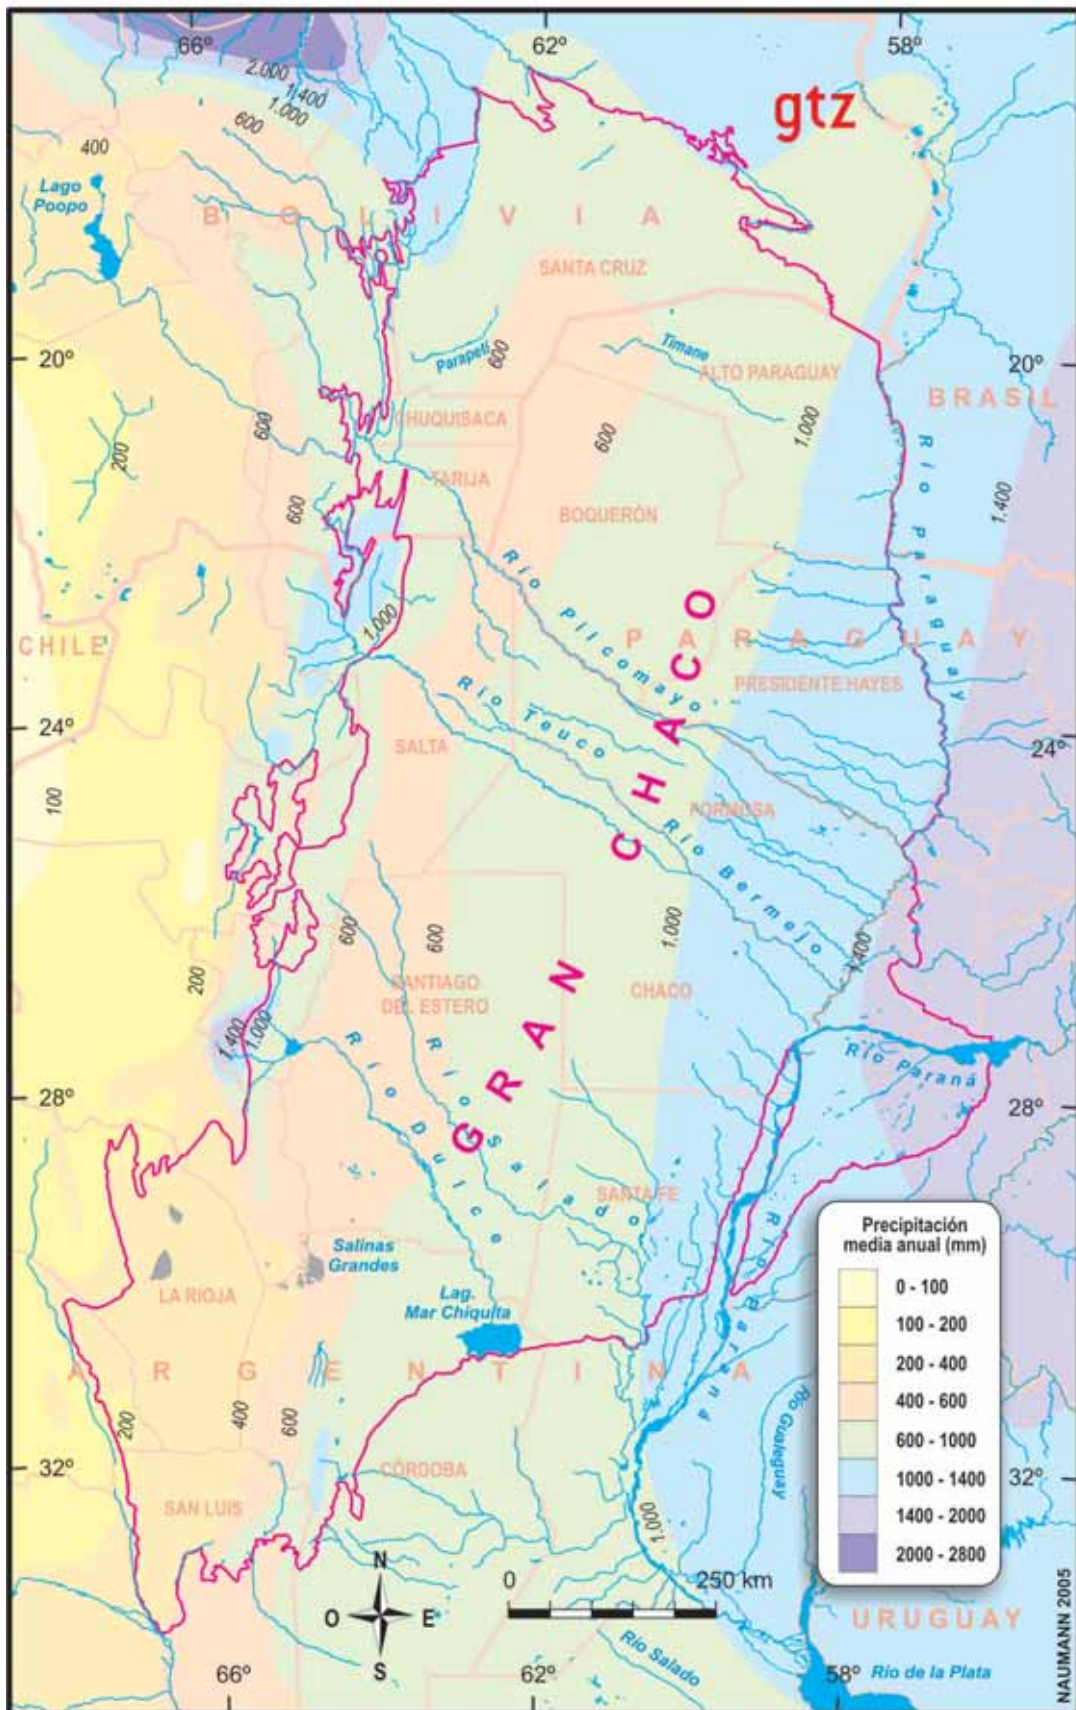 66º
62º
58º
gtz
2.000
1.400
1.000
600
400
Lago
Poopo
BOLIVIA
SANTA CRUZ
20º
Parapetí
600
Timane
ALTO PARAGUAY
20º
BRASIL
CHUQUISACA
600
200
600
1.000
1.400
TARIJA
600
BOQUERÓN
Río Paraguay
Río Pilcomayo
CHILE
1.000
PARAGUAY
PRESIDENTE HAYES
Río Teuco
24º
SALTA
24º
100
FORMOSA
Río Bermejo
GRAN CHACO
600
600
1.000
1.400
200
SANTIAGO
DEL ESTERO
CHACO
1.400
1.000
Río Dulce
Río Salado
Río Paraná
28º
28º
SANTA FE
Salinas
Grandes
LA RIOJA
Lag.
Mar Chiquita
Río Paraná
ARGENTINA
200
400
600
Río Gualeguay
32º
CÓRDOBA
32º
SAN LUIS
1.000
Precipitación
media anual (mm)
0 - 100
100 - 200
200 - 400
400 - 600
600 - 1000
1000 - 1400
1400 - 2000
2000 - 2800
N
O E
S
0 250 km
URUGUAY
Río Salado
Río de la Plata
66º
62º
58º
NAUMANN 2005